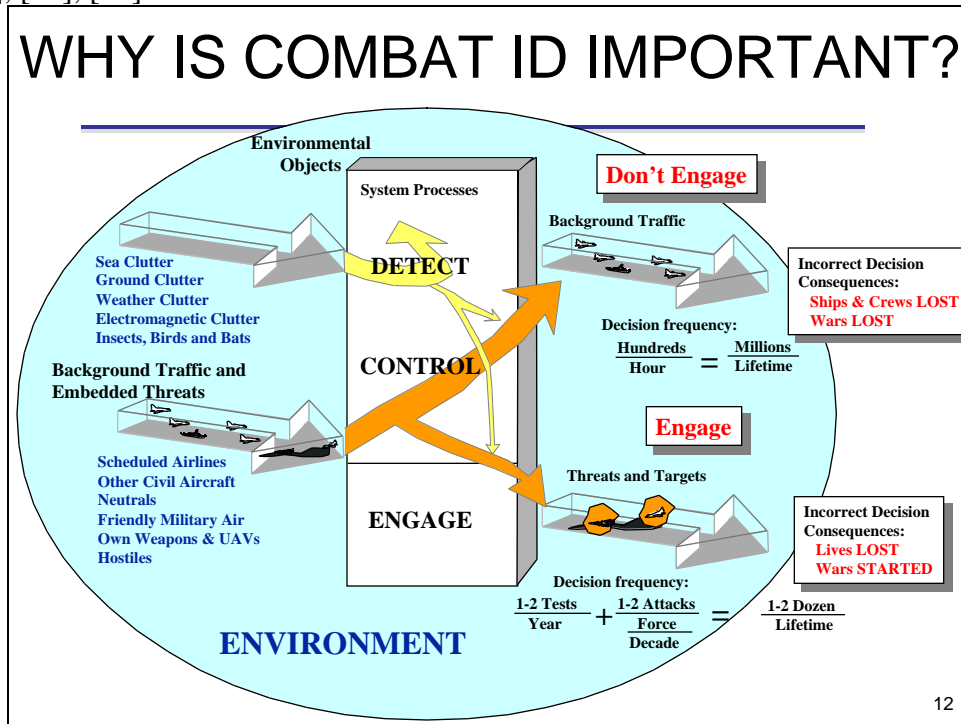 WHY IS COMBAT ID IMPORTANT?
Environmental
Objects
System Processes
DETECT
CONTROL
ENGAGE
Sea Clutter
Ground Clutter
Weather Clutter
Electromagnetic Clutter
Insects, Birds and Bats
Background Traffic and
Embedded Threats
Scheduled Airlines
Other Civil Aircraft
Neutrals
Friendly Military Air
Own Weapons & UAVs
Hostiles
Don't Engage
Background Traffic
Decision frequency:
Hundreds
Hour
=
Millions
Lifetime
Incorrect Decision
Consequences:
Ships & Crews LOST
Wars LOST
Engage
Threats and Targets
Decision frequency:
1-2 Tests
Year
+
1-2 Attacks
Force
Decade
=
1-2 Dozen
Lifetime
Incorrect Decision
Consequences:
Lives LOST
Wars STARTED
ENVIRONMENT
12